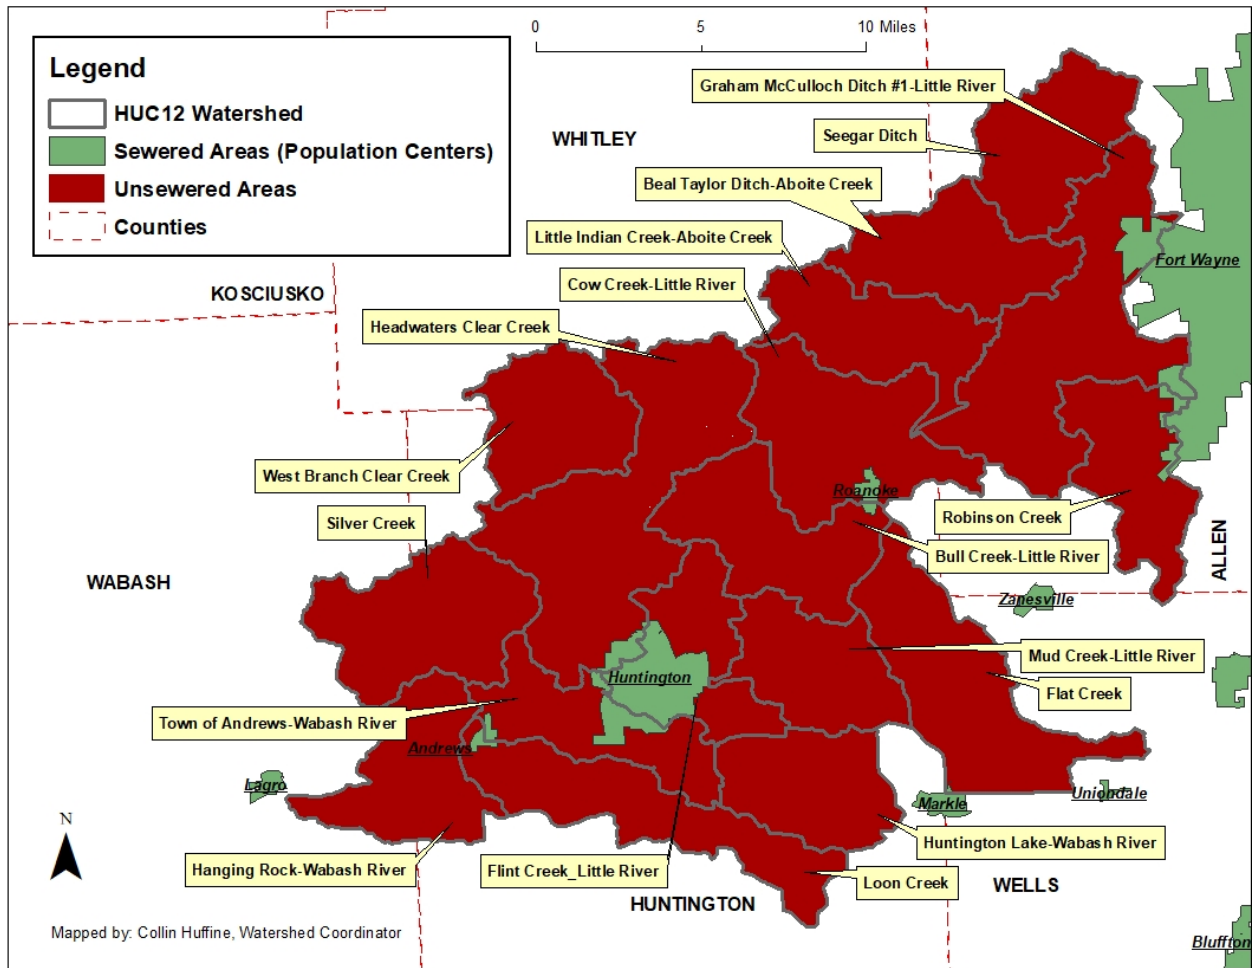 0 5 10 Miles
Legend
HUC12 Watershed
Sewered Areas (Population Centers)
Unsewered Areas
Counties
Graham McCulloch Ditch #1-Little River
WHITLEY
Seegar Ditch
Beal Taylor Ditch-Aboite Creek
Little Indian Creek-Aboite Creek
Fort Wayne
Cow Creek-Little River
KOSCIUSKO
Headwaters Clear Creek
West Branch Clear Creek
Roanoke
Silver Creek
Robinson Creek
Bull Creek-Little River
ALLEN
WABASH
Zanesville
Mud Creek-Little River
Huntington
Flat Creek
Town of Andrews-Wabash River
Andrews
Lagro
Uniondale
Markle
N
Huntington Lake-Wabash River
Hanging Rock-Wabash River
Flint Creek_Little River
Loon Creek
WELLS
HUNTINGTON
Mapped by: Collin Huffine, Watershed Coordinator
Bluffton